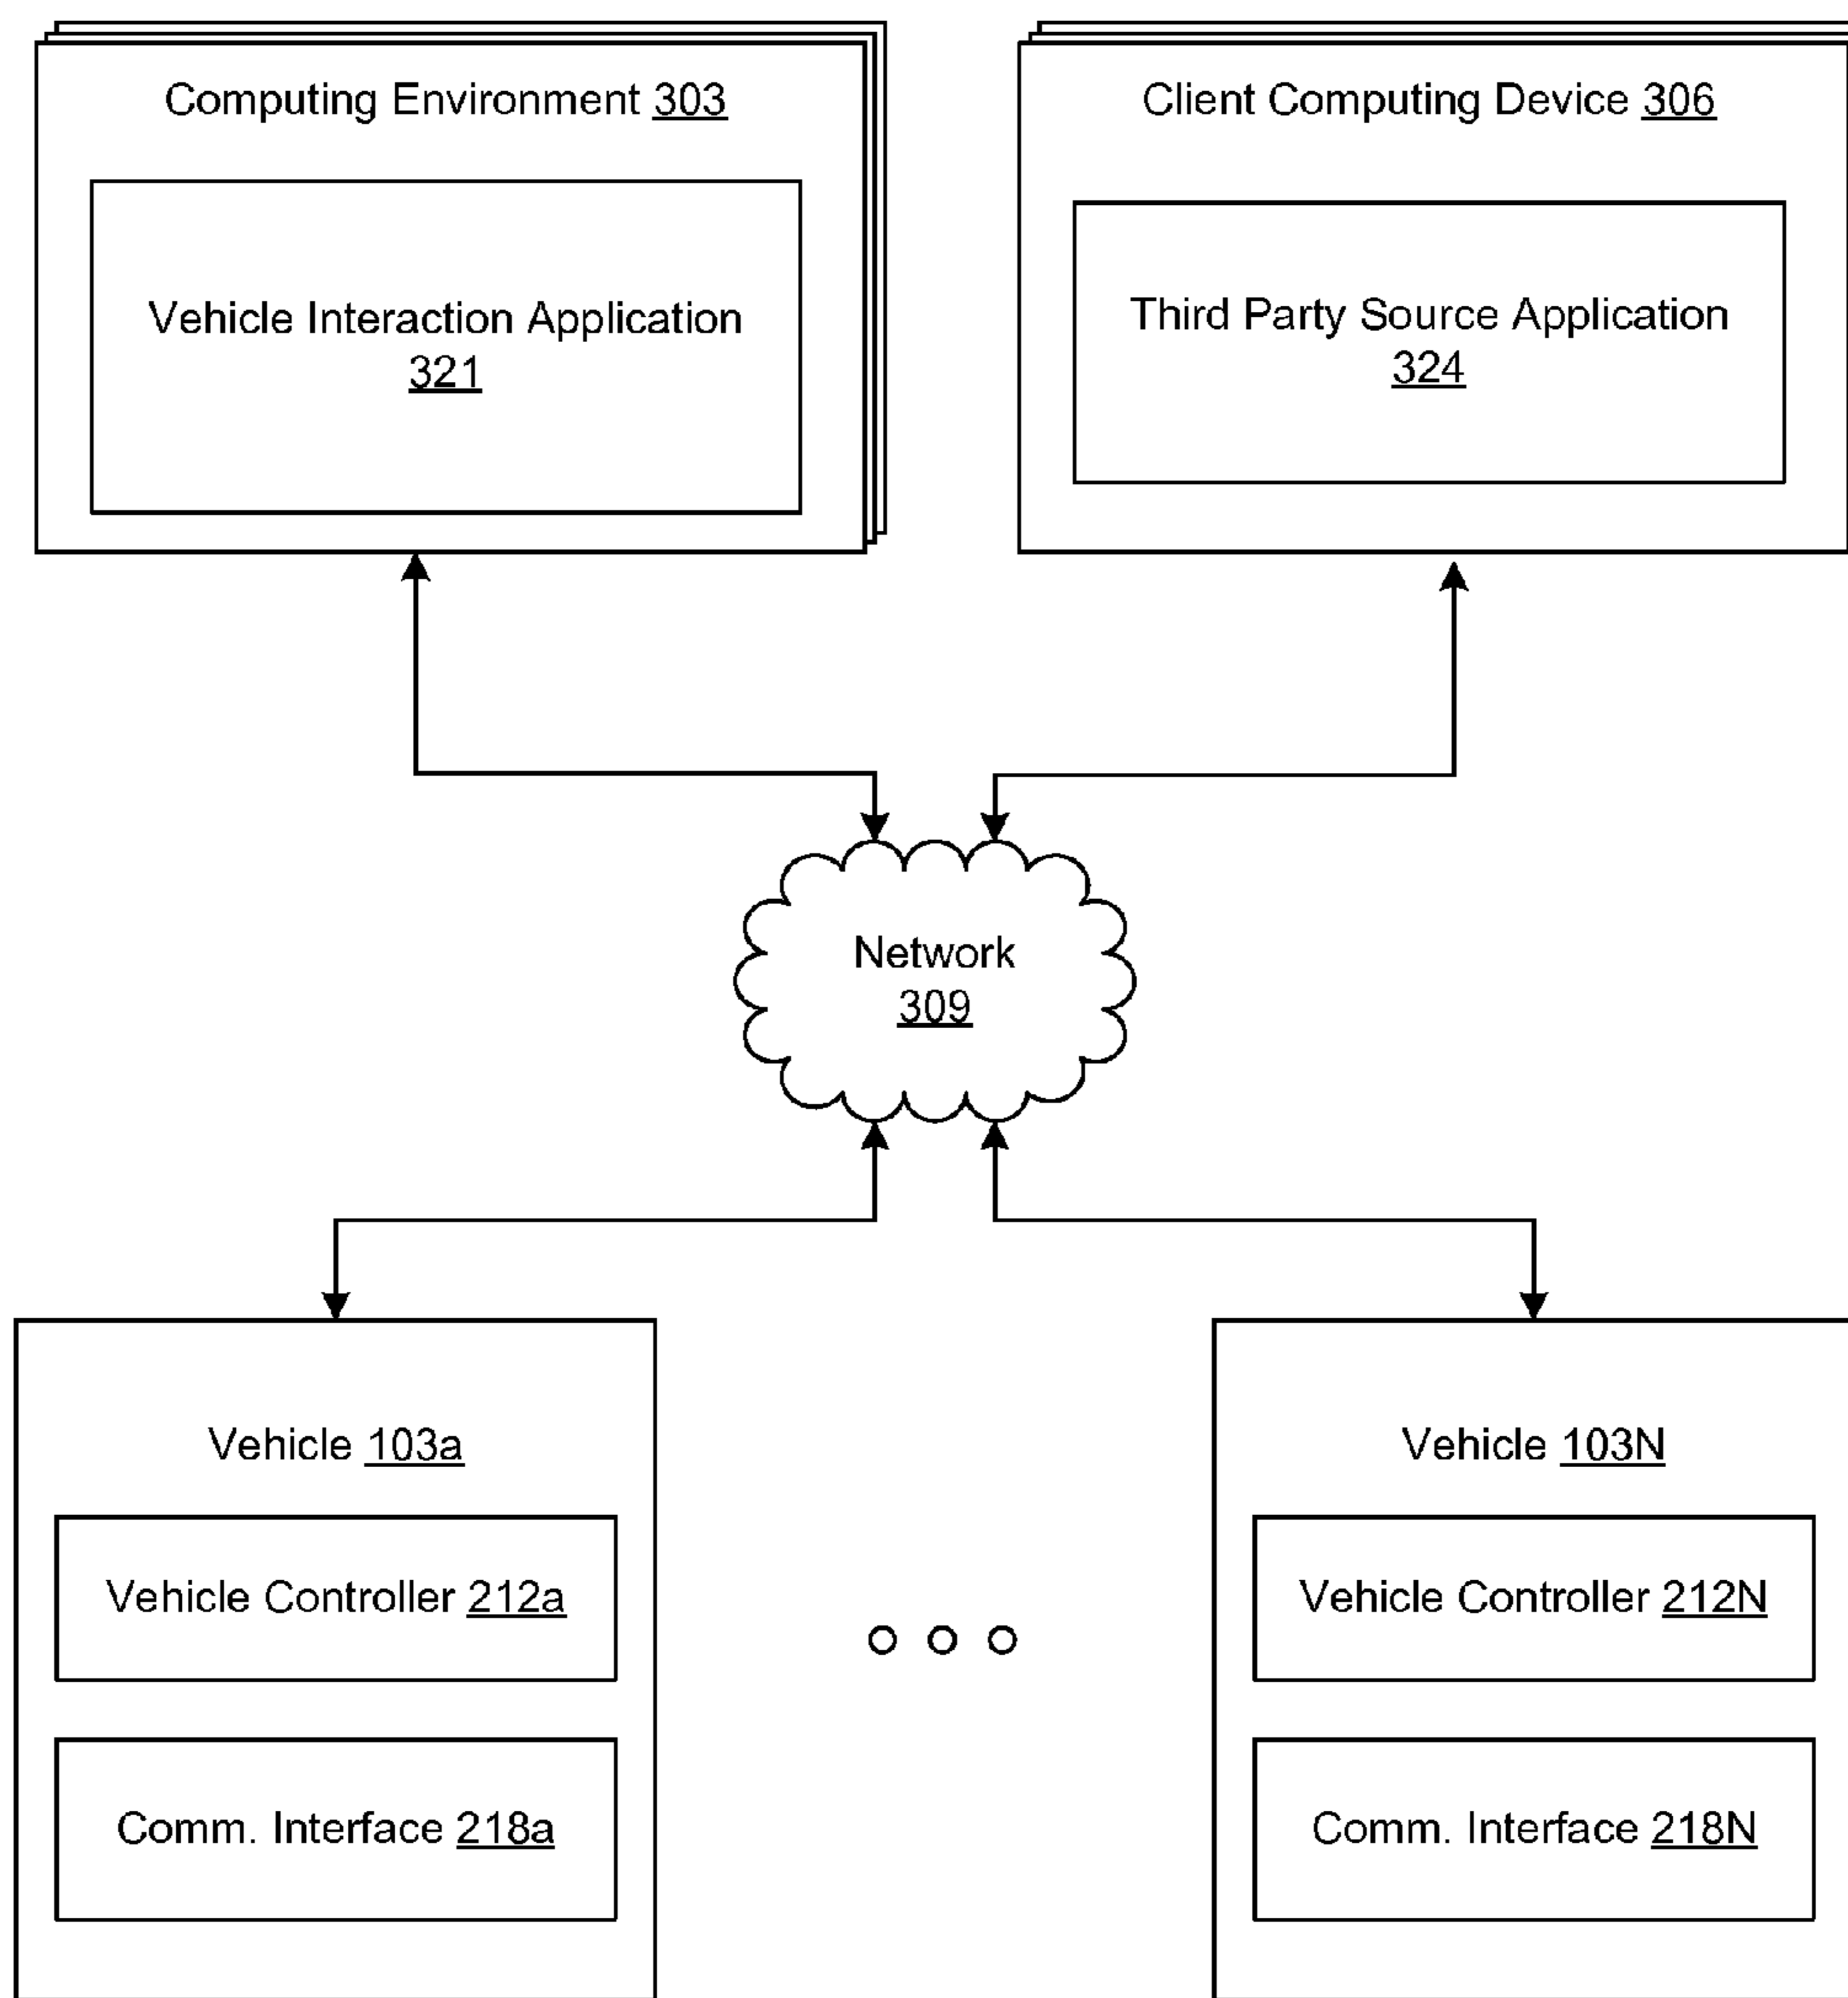 Computing Environment 303
Vehicle Interaction Application
321
Client Computing Device 306
Third Party Source Application
324
Network
309
Vehicle 103a
Vehicle Controller 212a
Comm. Interface 218a
Vehicle 103N
Vehicle Controller 212N
Comm. Interface 218N